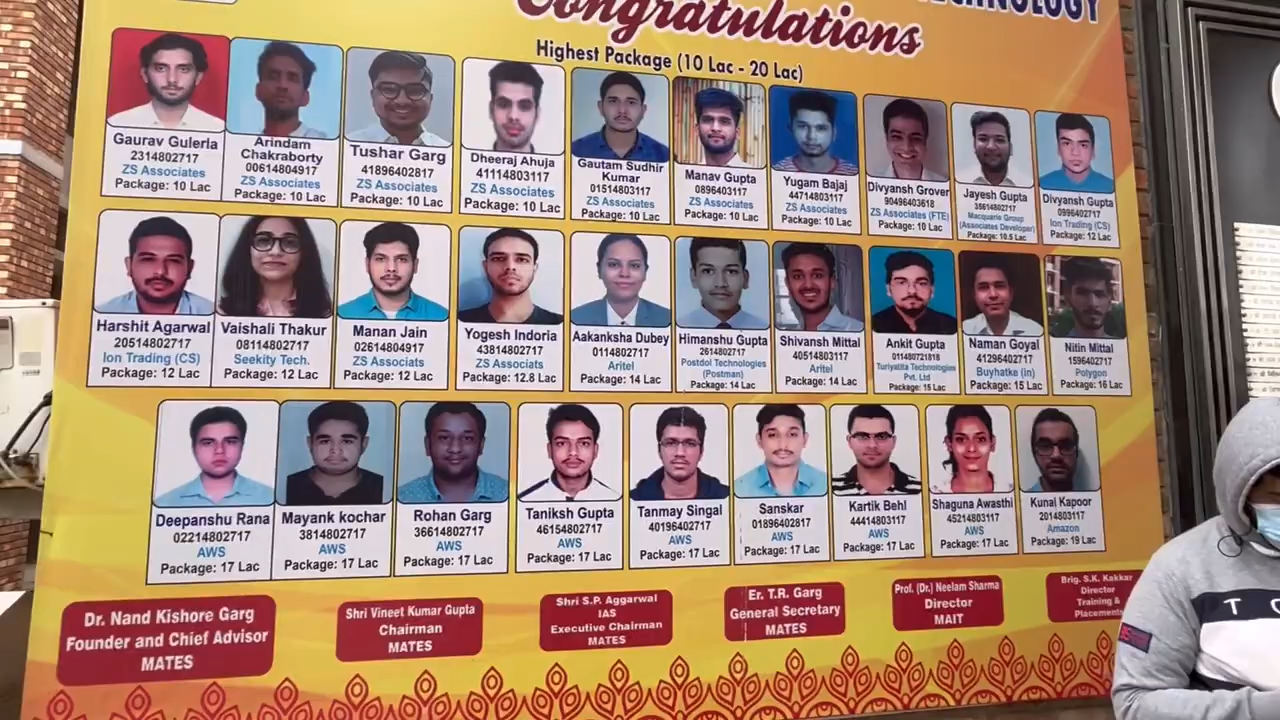 TECHNOLOGY
Congratulations
Highest Package (10 Lac - 20 Lac)
Gaurav Gulerla
2314802717
ZS Associates
Package: 10 Lac
Arindam
Chakraborty
00614804917
ZS Associates
Package: 10 Lac
Tushar Garg
41896402817
ZS Associates
Package: 10 Lac
Dheeraj Ahuja
41114803117
ZS Associates
Package: 10 Lac
Gautam Sudhir
Kumar
01514803117
ZS Associates
Package: 10 Lac
Manav Gupta
0896403117
ZS Associates
Package: 10 Lac
Yugam Bajaj
44714803117
ZS Associates
Package: 10 Lac
Divyansh Grover
90496403618
ZS Associates (FTE)
Package: 10 Lac
Jayesh Gupta
35614802717
Macquarie Group
(Associates Developer)
Package: 10.5 Lac
Divyansh Gupta
0996402717
Ion Trading (CS)
Package: 12 Lac
Harshit Agarwal
20514802717
Ion Trading (CS)
Package: 12 Lac
Vaishali Thakur
08114802717
Seekity Tech.
Package: 12 Lac
Manan Jain
02614804917
ZS Associats
Package: 12 Lac
Yogesh Indoria
43814802717
ZS Associats
Package: 12.8 Lac
Aakanksha Dubey
0114802717
Aritel
Package: 14 Lac
Himanshu Gupta
2614802717
Postdol Technologies
(Postman)
Package: 14 Lac
Shivansh Mittal
40514803117
Aritel
Package: 14 Lac
Ankit Gupta
011480721818
Turiyatita Technologies
Pvt. Ltd
Package: 15 Lac
Naman Goyal
41296402717
Buyhatke (in)
Package: 15 Lac
Nitin Mittal
1596402717
Polygon
Package: 16 Lac
Deepanshu Rana
02214802717
AWS
Package: 17 Lac
Mayank kochar
3814802717
AWS
Package: 17 Lac
Rohan Garg
36614802717
AWS
Package: 17 Lac
Taniksh Gupta
46154802717
AWS
Package: 17 Lac
Tanmay Singal
40196402717
AWS
Package: 17 Lac
Sanskar
01896402817
AWS
Package: 17 Lac
Kartik Behl
44414803117
AWS
Package: 17 Lac
Shaguna Awasthi
45214803117
AWS
Package: 17 Lac
Kunal Kapoor
2014803117
Amazon
Package: 19 Lac
Dr. Nand Kishore Garg
Founder and Chief Advisor
MATES
Shri Vineet Kumar Gupta
Chairman
MATES
Shri S.P. Aggarwal
IAS
Executive Chairman
MATES
Er. T.R. Garg
General Secretary
MATES
Prof. (Dr.) Neelam Sharma
Director
MAIT
Brig. S.K. Kakkar
Director
Training &
Placements